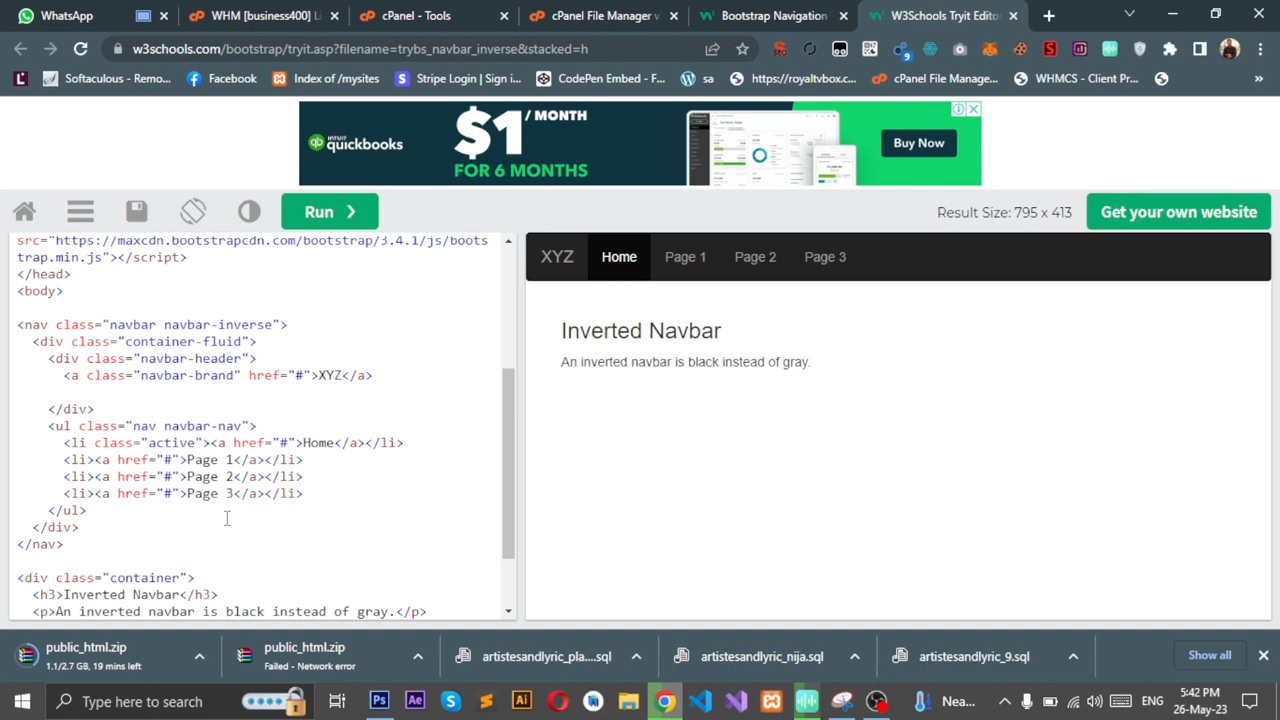 WhatsApp
WHM [business400] Li
cPanel - Tools
cPanel File Manager v
Bootstrap Navigation
W3Schools Tryit Edito
w3schools.com/bootstrap/tryit.asp?filename=trybs_navbar_inverse&stacked=h
SEO
9
S
Softaculous - Remo...
Facebook
Index of /mysites
Stripe Login | Sign i...
CodePen Embed - F...
sa
https://royaltvbox....
cPanel File Manage...
WHMCS - Client Pr...
»
INTUIT
quickbooks
$1 / MONTH
FOR 6 MONTHS
Buy Now
Run ❯
Result Size: 795 x 413
Get your own website
src="https://maxcdn.bootstrapcdn.com/bootstrap/3.4.1/js/boots
trap.min.js"></script>
</head>
<body>
<nav class="navbar navbar-inverse">
<div class="container-fluid">
<div class="navbar-header">
<a class="navbar-brand" href="#">XYZ</a>
</div>
<ul class="nav navbar-nav">
<li class="active"><a href="#">Home</a></li>
<li><a href="#">Page 1</a></li>
<li><a href="#">Page 2</a></li>
<li><a href="#">Page 3</a></li>
</ul>
</div>
</nav>
<div class="container">
<h3>Inverted Navbar</h3>
<p>An inverted navbar is black instead of gray.</p>
XYZ Home Page 1 Page 2 Page 3
Inverted Navbar
An inverted navbar is black instead of gray.
public_html.zip
1.1/2.7 GB, 19 mins left
public_html.zip
Failed - Network error
artistesandlyric_pla....sql
artistesandlyric_nija.sql
artistesandlyric_9.sql
Show all
Type here to search
Ps
Ae
Ai
Nea...
ENG
5:42 PM
26-May-23